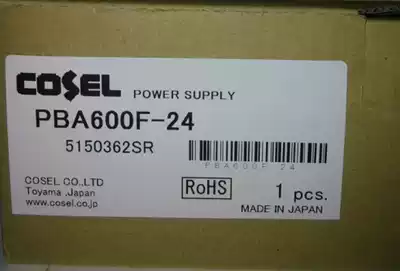 COSEL POWER SUPPLY
PBA600F-24
5150362SR
PBA600F-24
COSEL CO.,LTD
Toyama .Japan
www.cosel.co.jp
RoHS
1 pcs.
MADE IN JAPAN